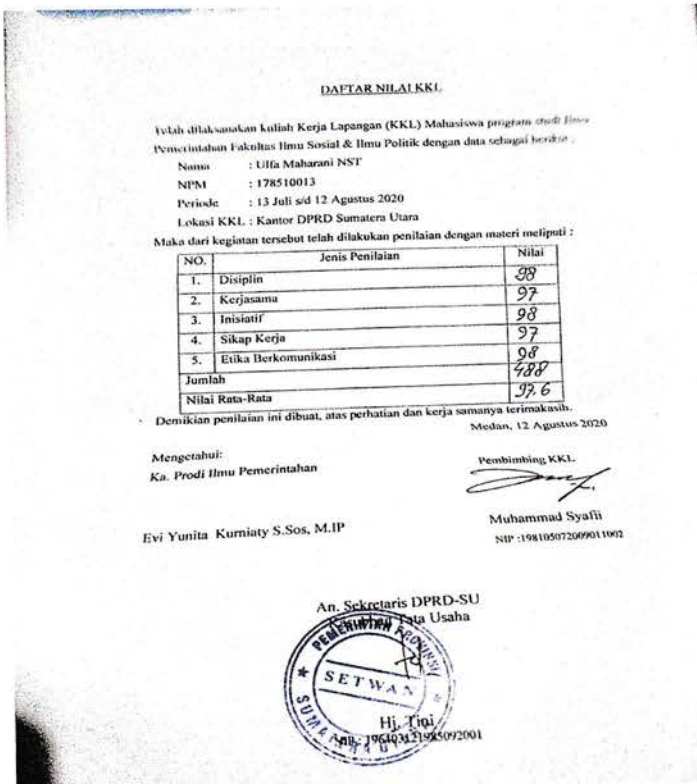 DAFTAR NILAI KKL
Telah dilaksanakan kuliah Kerja Lapangan (KKL) Mahasiswa program studi Ilmu
Pemerintahan Fakultas Ilmu Sosial & Ilmu Politik dengan data sebagai berikut :
Nama : Ulfa Maharani NST
NPM : 178510013
Periode : 13 Juli s/d 12 Agustus 2020
Lokasi KKL : Kantor DPRD Sumatera Utara
Maka dari kegiatan tersebut telah dilakukan penilaian dengan materi meliputi :
NO. Jenis Penilaian Nilai
1. Disiplin 98
2. Kerjasama 97
3. Inisiatif 98
4. Sikap Kerja 97
5. Etika Berkomunikasi 98
Jumlah 488
Nilai Rata-Rata 97.6
Demikian penilaian ini dibuat, atas perhatian dan kerja samanya terimakasih.
Medan, 12 Agustus 2020
Mengetahui:
Ka. Prodi Ilmu Pemerintahan
Pembimbing KKL
Evi Yunita Kurniaty S.Sos, M.IP
Muhammad Syafii
NIP :198105072009011002
An. Sekretaris DPRD-SU
Tata Usaha
PEMERINTAH PROVINSI
SETWAN
SUMATERA UTARA
Hj. Tini
196403121985092001